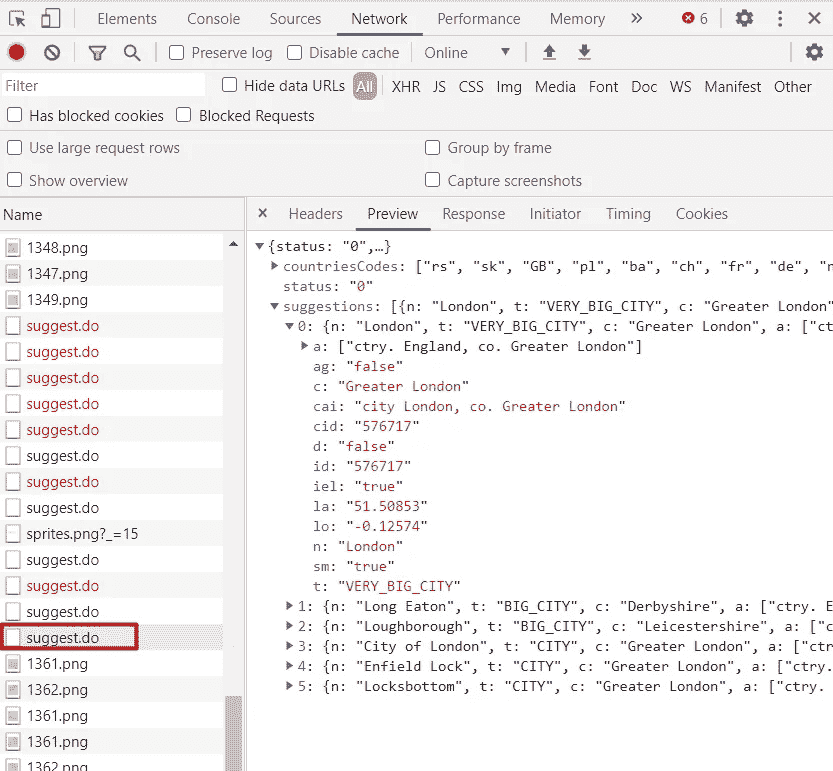 Elements Console Sources Network Performance Memory » 6
Preserve log Disable cache Online
Filter Hide data URLs All XHR JS CSS Img Media Font Doc WS Manifest Other
Has blocked cookies Blocked Requests
Use large request rows Group by frame
Show overview Capture screenshots
Name × Headers Preview Response Initiator Timing Cookies
1348.png
1347.png
1349.png
suggest.do
suggest.do
suggest.do
suggest.do
suggest.do
suggest.do
suggest.do
suggest.do
sprites.png?_=15
suggest.do
suggest.do
suggest.do
suggest.do
1361.png
1362.png
1361.png
1361.png
1362.png
{status: "0",…}
countriesCodes: ["rs", "sk", "GB", "pl", "ba", "ch", "fr", "de", "n
status: "0"
suggestions: [{n: "London", t: "VERY_BIG_CITY", c: "Greater London"
0: {n: "London", t: "VERY_BIG_CITY", c: "Greater London", a: ["ct
a: ["ctry. England, co. Greater London"]
ag: "false"
c: "Greater London"
cai: "city London, co. Greater London"
cid: "576717"
d: "false"
id: "576717"
iel: "true"
la: "51.50853"
lo: "-0.12574"
n: "London"
sm: "true"
t: "VERY_BIG_CITY"
1: {n: "Long Eaton", t: "BIG_CITY", c: "Derbyshire", a: ["ctry. E
2: {n: "Loughborough", t: "BIG_CITY", c: "Leicestershire", a: ["c
3: {n: "City of London", t: "CITY", c: "Greater London", a: ["ctr
4: {n: "Enfield Lock", t: "CITY", c: "Greater London", a: ["ctry.
5: {n: "Locksbottom", t: "CITY", c: "Greater London", a: ["ctry.